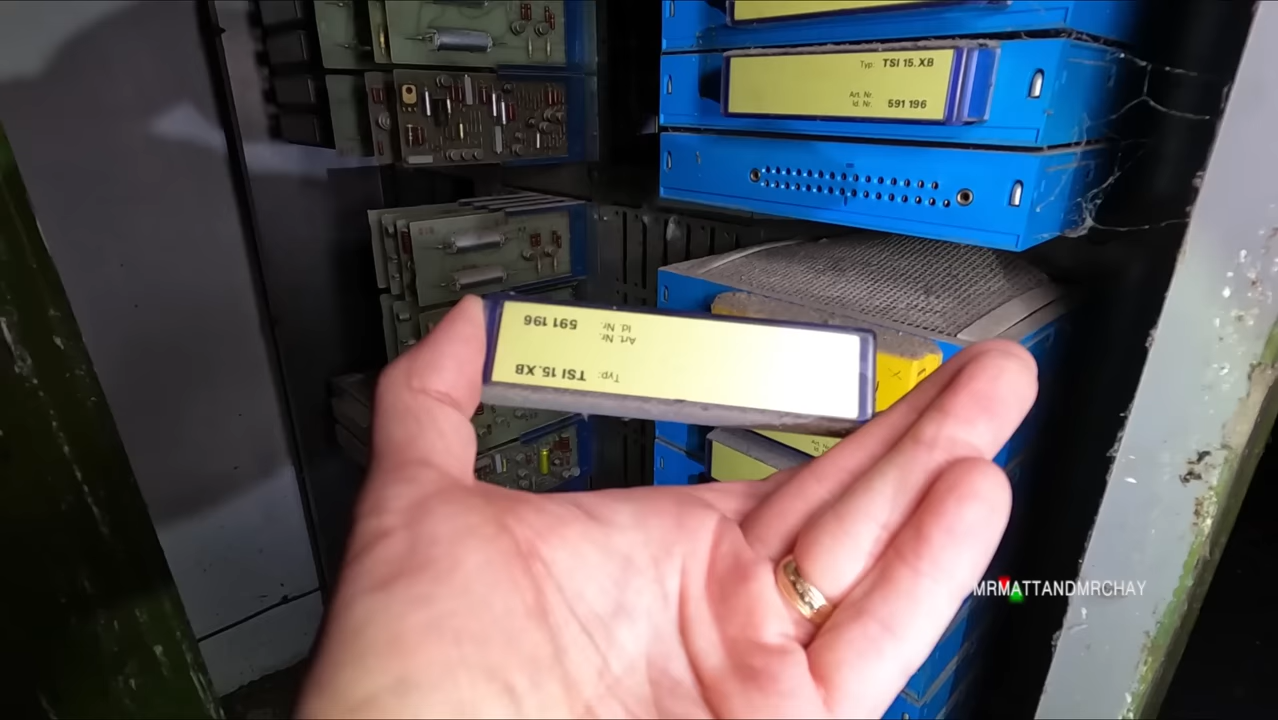 Typ: TSI 15.XB
Art. Nr.
Id. Nr. 591 196
Typ: TSI 15.XB
Art. Nr.
Id. Nr. 591 196
MRMATTANDMRCHAY